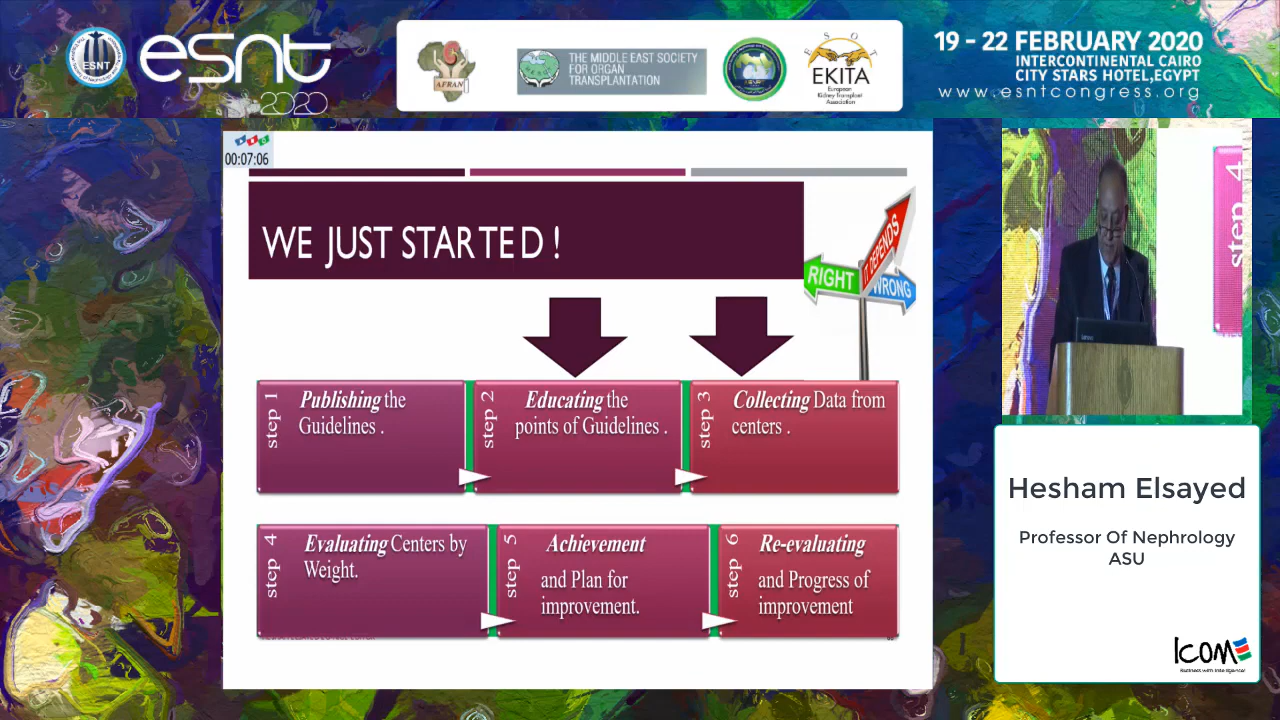 ESNT
esnt
2020
AFRAN
THE MIDDLE EAST SOCIETY
FOR ORGAN
TRANSPLANTATION
ESOT
EKITA
European
Kidney Transplant
Association
19 - 22 FEBRUARY 2020
INTERCONTINENTAL CAIRO
CITY STARS HOTEL,EGYPT
www.esntcongress.org
00:07:06
WE JUST STARTED !
RIGHT
IT DEPENDS
WRONG
step 1
Publishing the
Guidelines .
step 2
Educating the
points of Guidelines .
step 3
Collecting Data from
centers .
step 4
Evaluating Centers by
Weight.
step 5
Achievement
and Plan for
improvement.
step 6
Re-evaluating
and Progress of
improvement
step 4
Hesham Elsayed
Professor Of Nephrology
ASU
ICOM